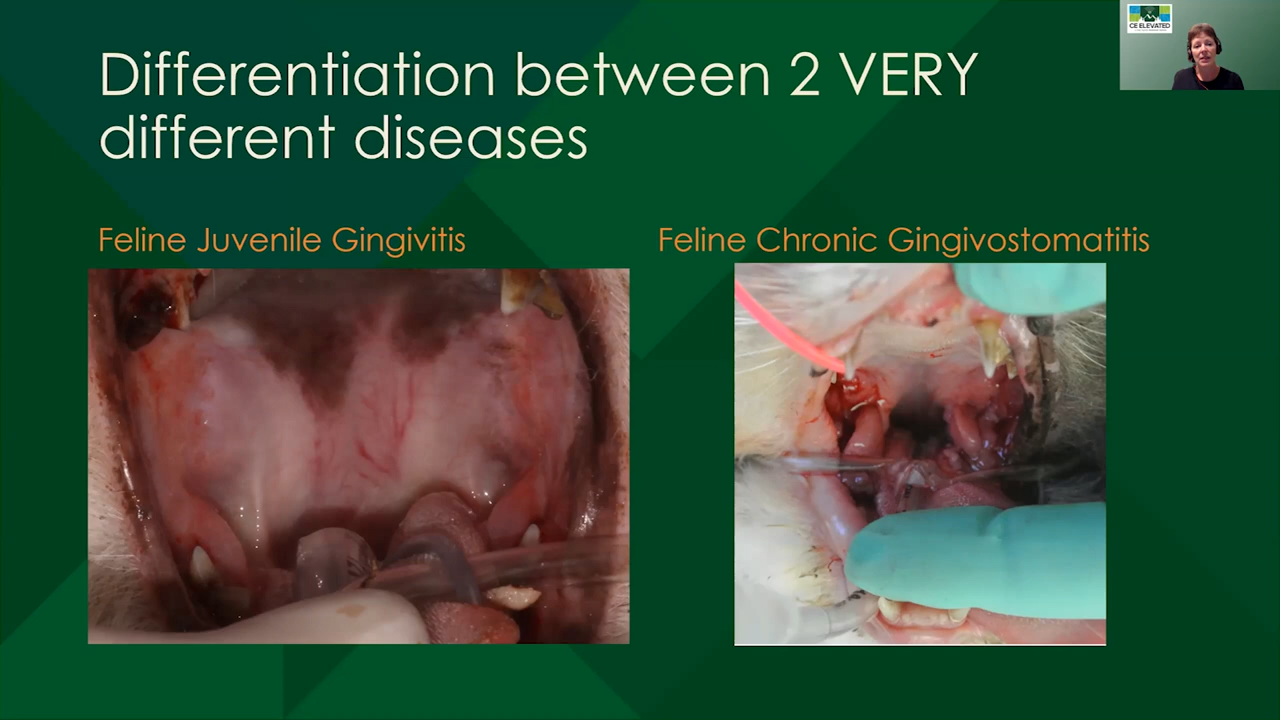 Differentiation between 2 VERY
different diseases
Feline Juvenile Gingivitis
Feline Chronic Gingivostomatitis
CE ELEVATED